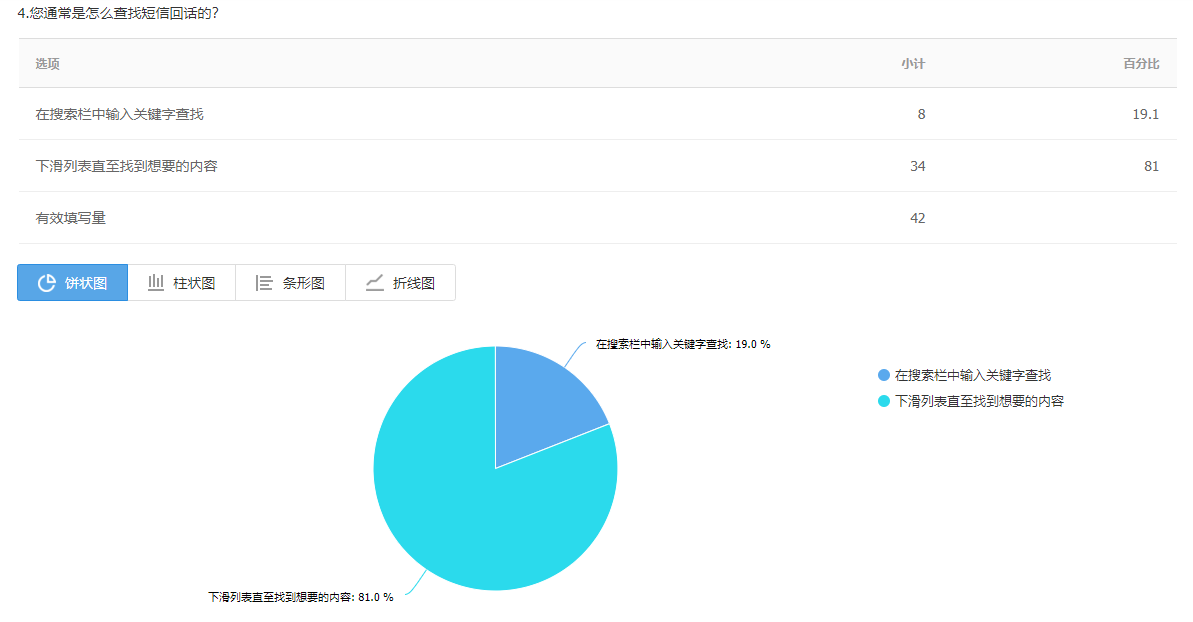 4.您通常是怎么查找短信回话的?
选项 小计 百分比
在搜索栏中输入关键字查找 8 19.1
下滑列表直至找到想要的内容 34 81
有效填写量 42
饼状图 柱状图 条形图 折线图
在搜索栏中输入关键字查找: 19.0 %
在搜索栏中输入关键字查找
下滑列表直至找到想要的内容
下滑列表直至找到想要的内容: 81.0 %